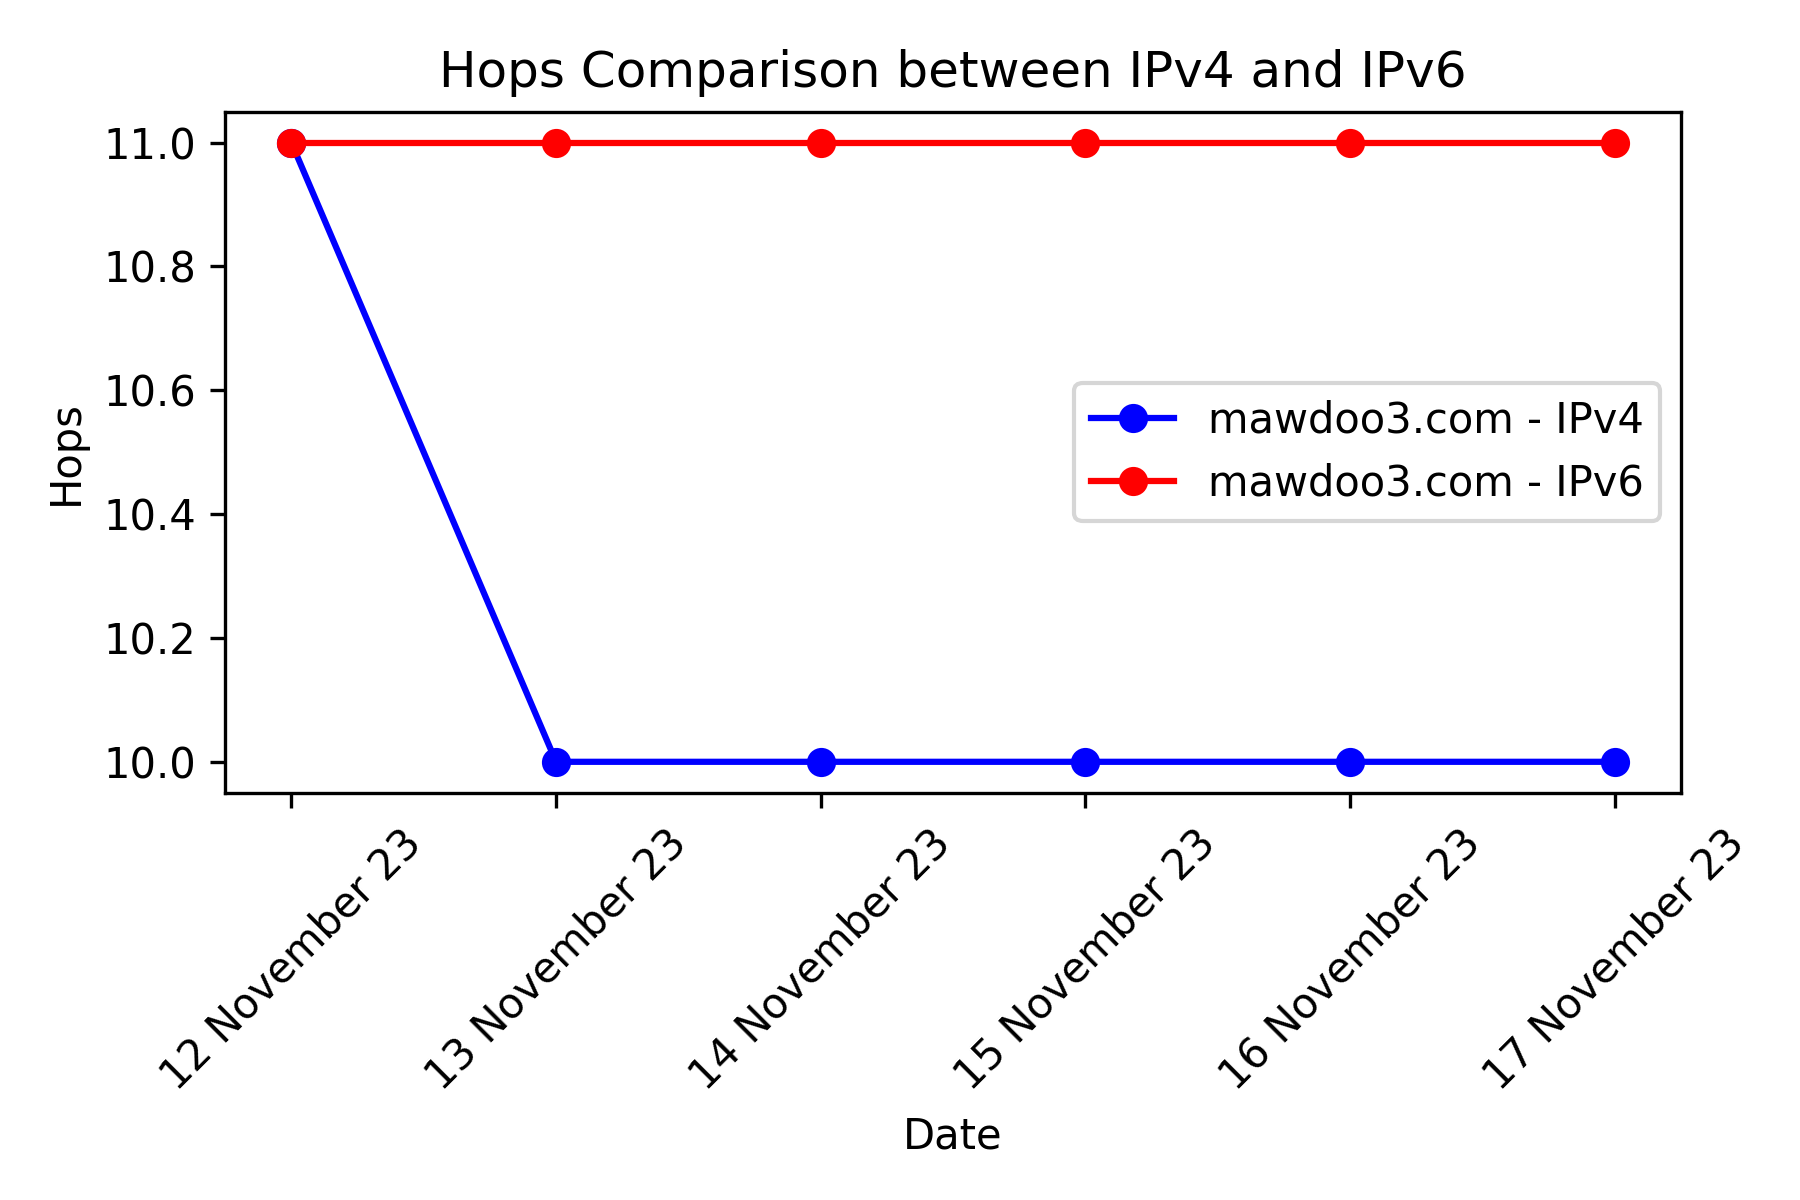 Hops Comparison between IPv4 and IPv6
Hops
11.0
10.8
10.6
10.4
10.2
10.0
mawdoo3.com - IPv4
mawdoo3.com - IPv6
12 November 23
13 November 23
14 November 23
15 November 23
16 November 23
17 November 23
Date